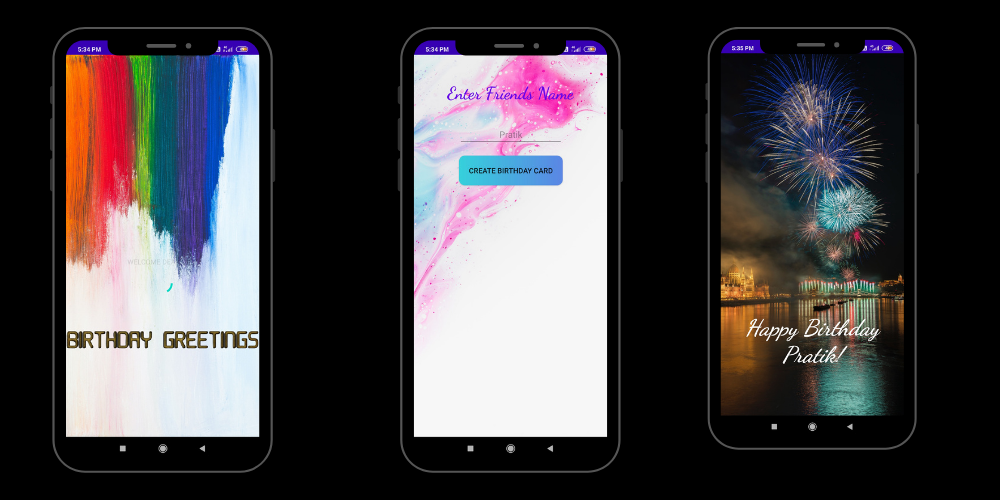 5:34 PM
WELCOME
BIRTHDAY GREETINGS
5:34 PM
Enter Friends Name
Pratik
CREATE BIRTHDAY CARD
5:35 PM
Happy Birthday
Pratik!